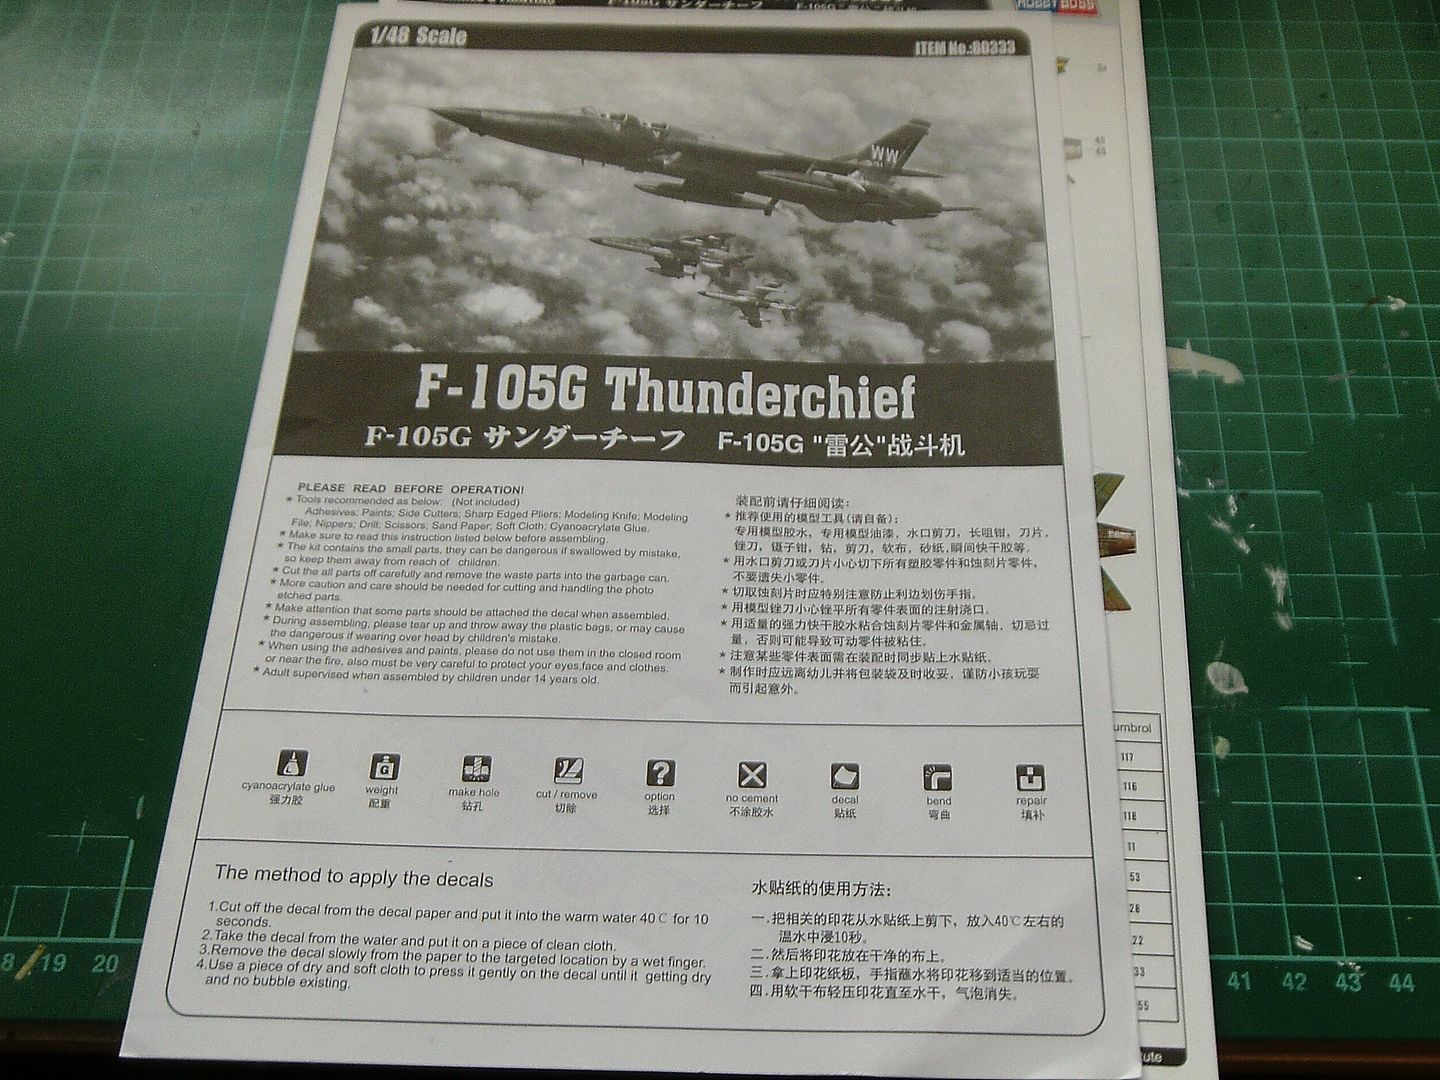 HOBBY BOSS
1/48 Scale
ITEM No.:80333
WW
F-105G Thunderchief
F-105G サンダーチーフ
F-105G "雷公"战斗机
PLEASE READ BEFORE OPERATION!
* Tools recommended as below: (Not included)
Adhesives; Paints; Side Cutters; Sharp Edged Pliers; Modeling Knife; Modeling
File; Nippers; Drill; Scissors; Sand Paper; Soft Cloth; Cyanoacrylate Glue.
* Make sure to read this instruction listed below before assembling.
* The kit contains the small parts, they can be dangerous if swallowed by mistake,
so keep them away from reach of children.
* Cut the all parts off carefully and remove the waste parts into the garbage can.
* More caution and care should be needed for cutting and handling the photo
etched parts.
* Make attention that some parts should be attached the decal when assembled.
* During assembling, please tear up and throw away the plastic bags, or may cause
the dangerous if wearing over head by children's mistake.
* When using the adhesives and paints, please do not use them in the closed room
or near the fire, also must be very careful to protect your eyes,face and clothes.
* Adult supervised when assembled by children under 14 years old.
装配前请仔细阅读:
* 推荐使用的模型工具(请自备);
专用模型胶水, 专用模型油漆, 水口剪刀, 长咀钳, 刀片,
锉刀, 镊子钳, 钻, 剪刀, 软布, 砂纸,瞬间快干胶等.
* 用水口剪刀或刀片小心切下所有塑胶零件和蚀刻片零件,
不要遗失小零件.
* 切取蚀刻片时应特别注意防止利边划伤手指.
* 用模型锉刀小心锉平所有零件表面的注射浇口.
* 用适量的强力快干胶水粘合蚀刻片零件和金属轴, 切忌过
量, 否则可能导致可动零件被粘住.
* 注意某些零件表面需在装配时同步贴上水贴纸.
* 制作时应远离幼儿并将包装袋及时收妥, 谨防小孩玩耍
而引起意外.
cyanoacrylate glue
强力胶
weight
配重
G
make hole
钻孔
cut / remove
切除
?
option
选择
no cement
不涂胶水
decal
贴纸
bend
弯曲
repair
填补
The method to apply the decals
1.Cut off the decal from the decal paper and put it into the warm water 40℃ for 10
seconds.
2.Take the decal from the water and put it on a piece of clean cloth.
3.Remove the decal slowly from the paper to the targeted location by a wet finger.
4.Use a piece of dry and soft cloth to press it gently on the decal until it getting dry
and no bubble existing.
水贴纸的使用方法:
一.把相关的印花从水贴纸上剪下, 放入40℃左右的
温水中浸10秒.
二.然后将印花放在干净的布上.
三.拿上印花纸板, 手指蘸水将印花移到适当的位置.
四.用软干布轻压印花直至水干, 气泡消失.
umbrol
117
116
118
11
53
28
22
33
55
18 19 20
41 42 43 44